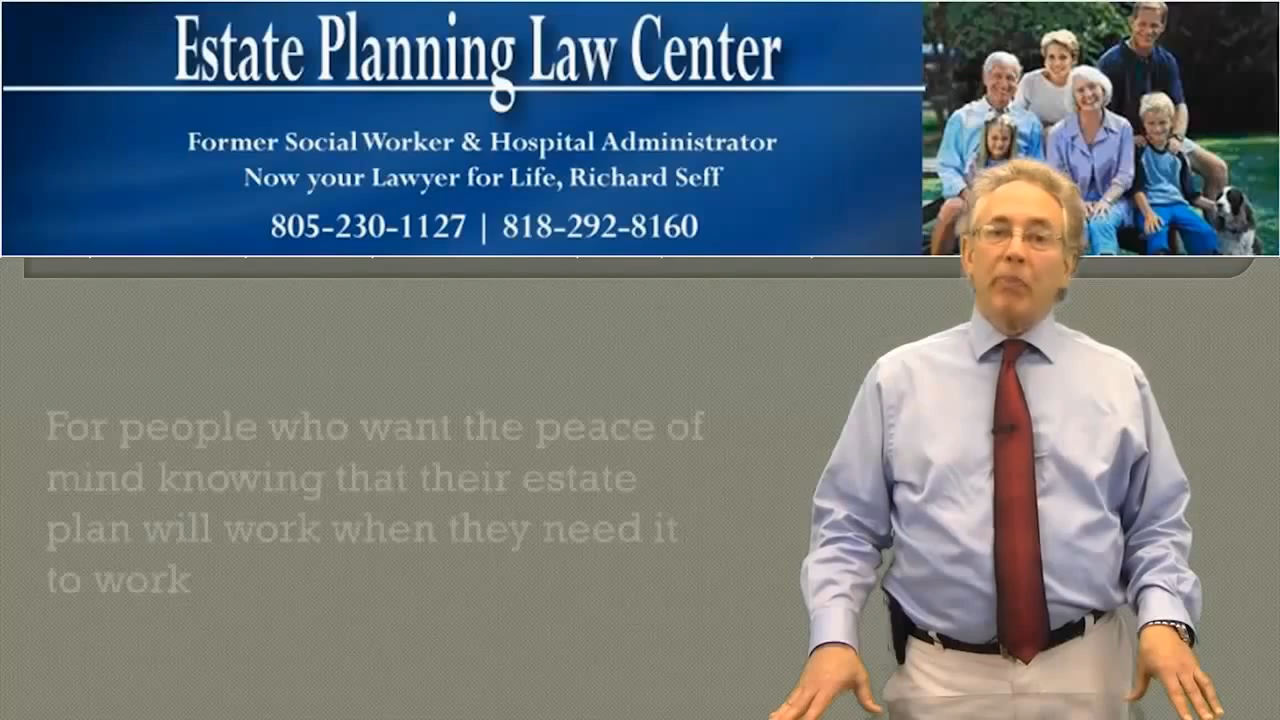 Estate Planning Law Center
Former Social Worker & Hospital Administrator
Now your Lawyer for Life, Richard Seff
805-230-1127 | 818-292-8160
For people who want the peace of
mind knowing that their estate
plan will work when they need it
to work